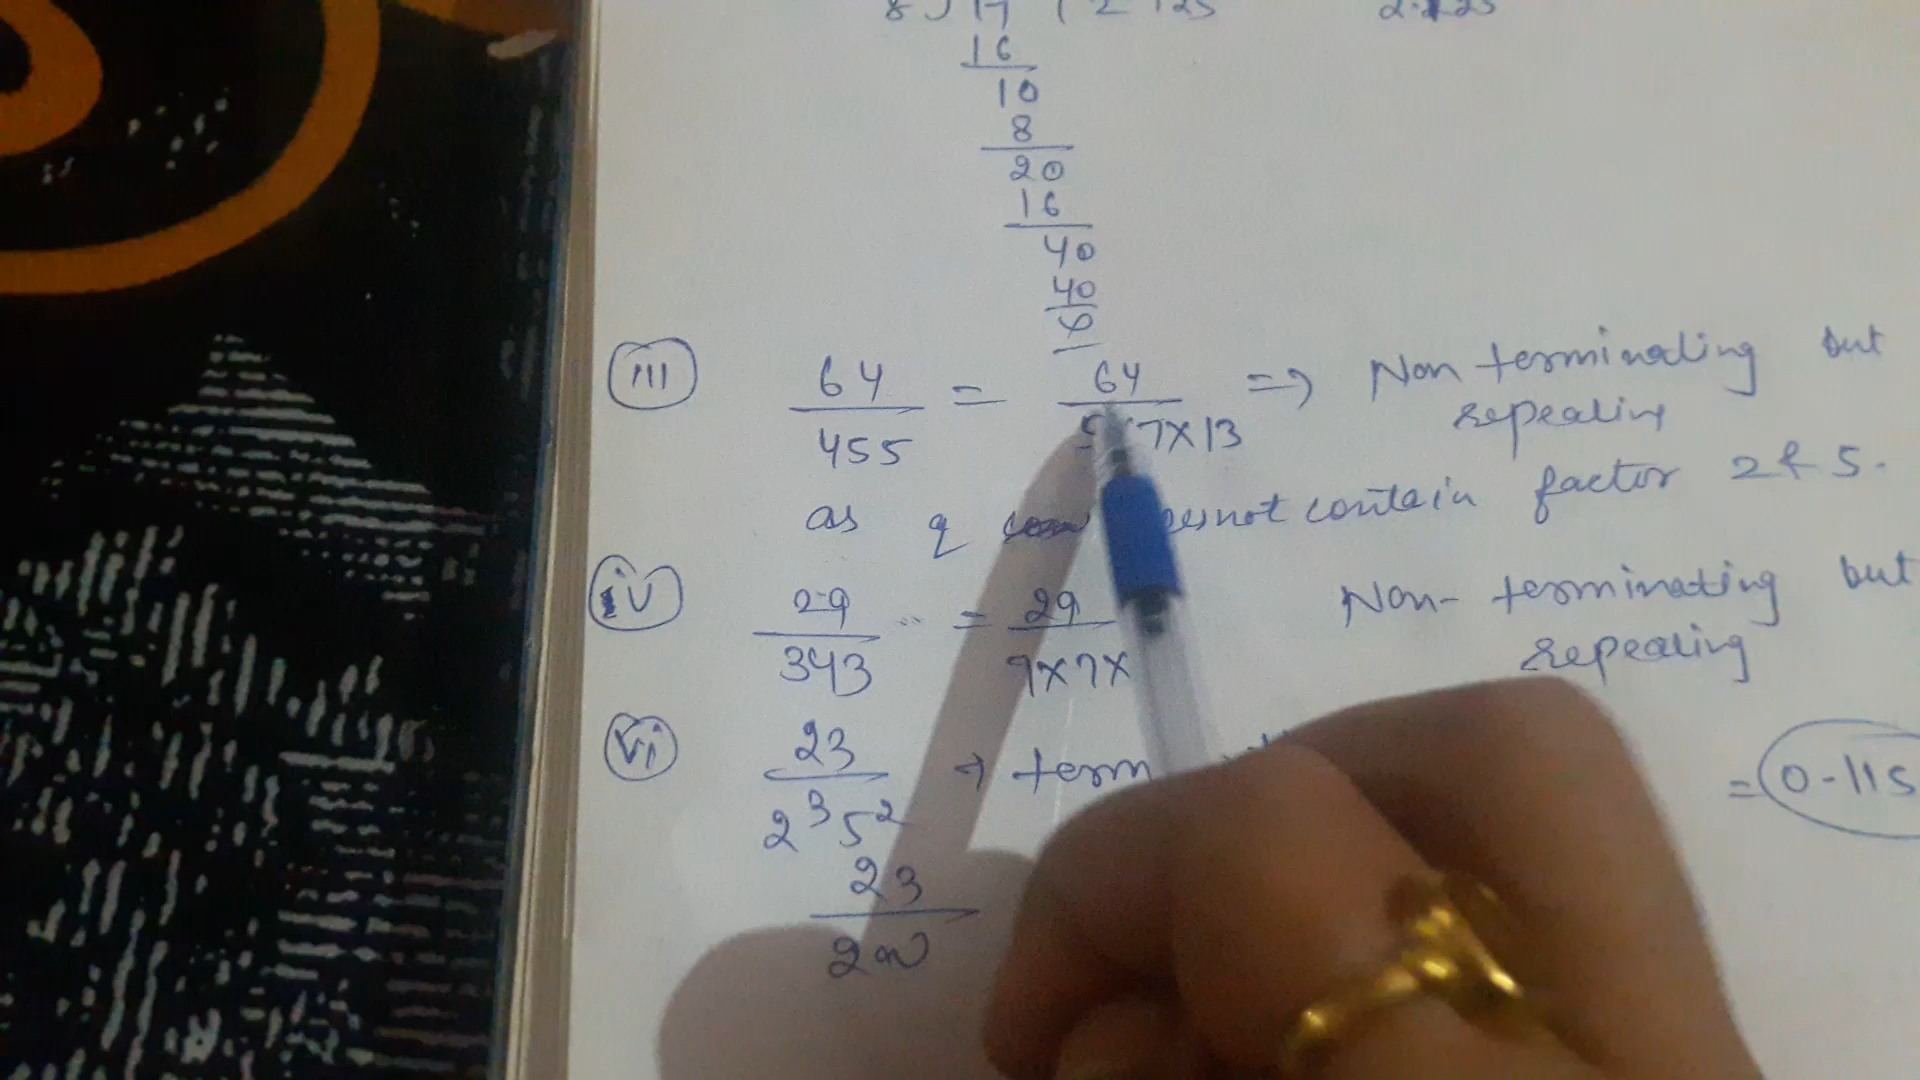 16
10
8
20
16
40
40
64/455 = 64/ 7×13 => Non terminating but
repeating
as q not contain factor 2 & 5.
(iii)
(iv) 29/343 = 29/7×7× Non-terminating but
repeating
(vi) 23/2³5² → term = 0.115
23/200